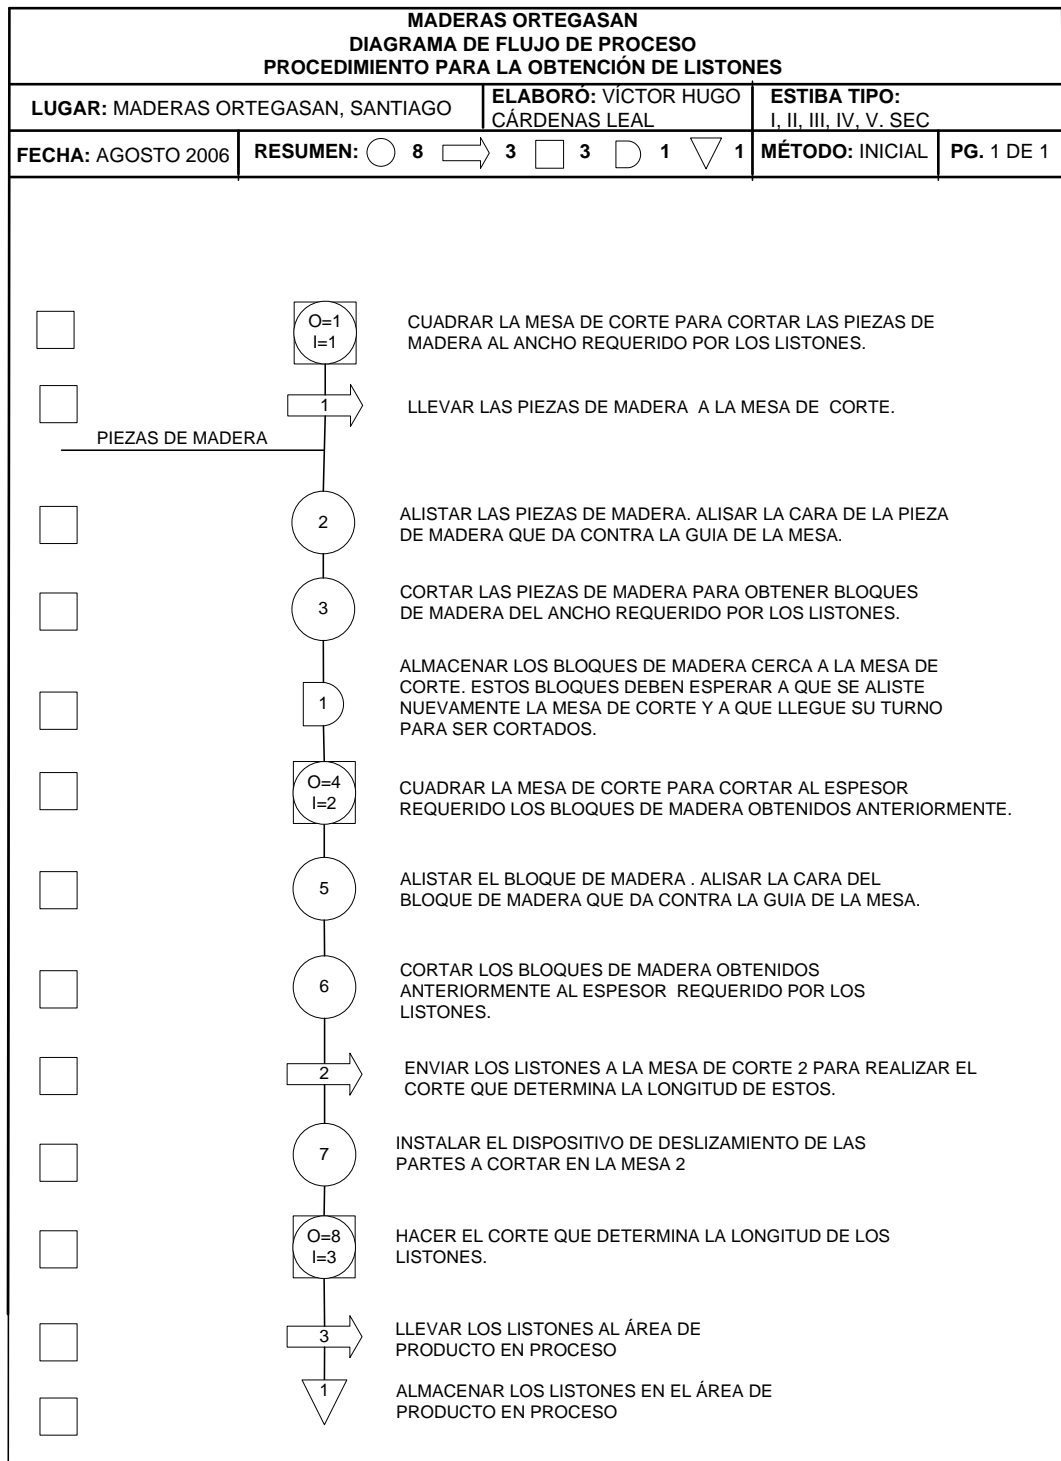 MADERAS ORTEGASAN
DIAGRAMA DE FLUJO DE PROCESO
PROCEDIMIENTO PARA LA OBTENCIÓN DE LISTONES
LUGAR: MADERAS ORTEGASAN, SANTIAGO
ELABORÓ: VÍCTOR HUGO
CÁRDENAS LEAL
ESTIBA TIPO:
I, II, III, IV, V. SEC
FECHA: AGOSTO 2006
RESUMEN: 8 3 3 1 1
MÉTODO: INICIAL
PG. 1 DE 1
O=1
I=1
CUADRAR LA MESA DE CORTE PARA CORTAR LAS PIEZAS DE
MADERA AL ANCHO REQUERIDO POR LOS LISTONES.
1
LLEVAR LAS PIEZAS DE MADERA A LA MESA DE CORTE.
PIEZAS DE MADERA
2
ALISTAR LAS PIEZAS DE MADERA. ALISAR LA CARA DE LA PIEZA
DE MADERA QUE DA CONTRA LA GUIA DE LA MESA.
3
CORTAR LAS PIEZAS DE MADERA PARA OBTENER BLOQUES
DE MADERA DEL ANCHO REQUERIDO POR LOS LISTONES.
1
ALMACENAR LOS BLOQUES DE MADERA CERCA A LA MESA DE
CORTE. ESTOS BLOQUES DEBEN ESPERAR A QUE SE ALISTE
NUEVAMENTE LA MESA DE CORTE Y A QUE LLEGUE SU TURNO
PARA SER CORTADOS.
O=4
I=2
CUADRAR LA MESA DE CORTE PARA CORTAR AL ESPESOR
REQUERIDO LOS BLOQUES DE MADERA OBTENIDOS ANTERIORMENTE.
5
ALISTAR EL BLOQUE DE MADERA . ALISAR LA CARA DEL
BLOQUE DE MADERA QUE DA CONTRA LA GUIA DE LA MESA.
6
CORTAR LOS BLOQUES DE MADERA OBTENIDOS
ANTERIORMENTE AL ESPESOR REQUERIDO POR LOS
LISTONES.
2
ENVIAR LOS LISTONES A LA MESA DE CORTE 2 PARA REALIZAR EL
CORTE QUE DETERMINA LA LONGITUD DE ESTOS.
7
INSTALAR EL DISPOSITIVO DE DESLIZAMIENTO DE LAS
PARTES A CORTAR EN LA MESA 2
O=8
I=3
HACER EL CORTE QUE DETERMINA LA LONGITUD DE LOS
LISTONES.
3
LLEVAR LOS LISTONES AL ÁREA DE
PRODUCTO EN PROCESO
1
ALMACENAR LOS LISTONES EN EL ÁREA DE
PRODUCTO EN PROCESO